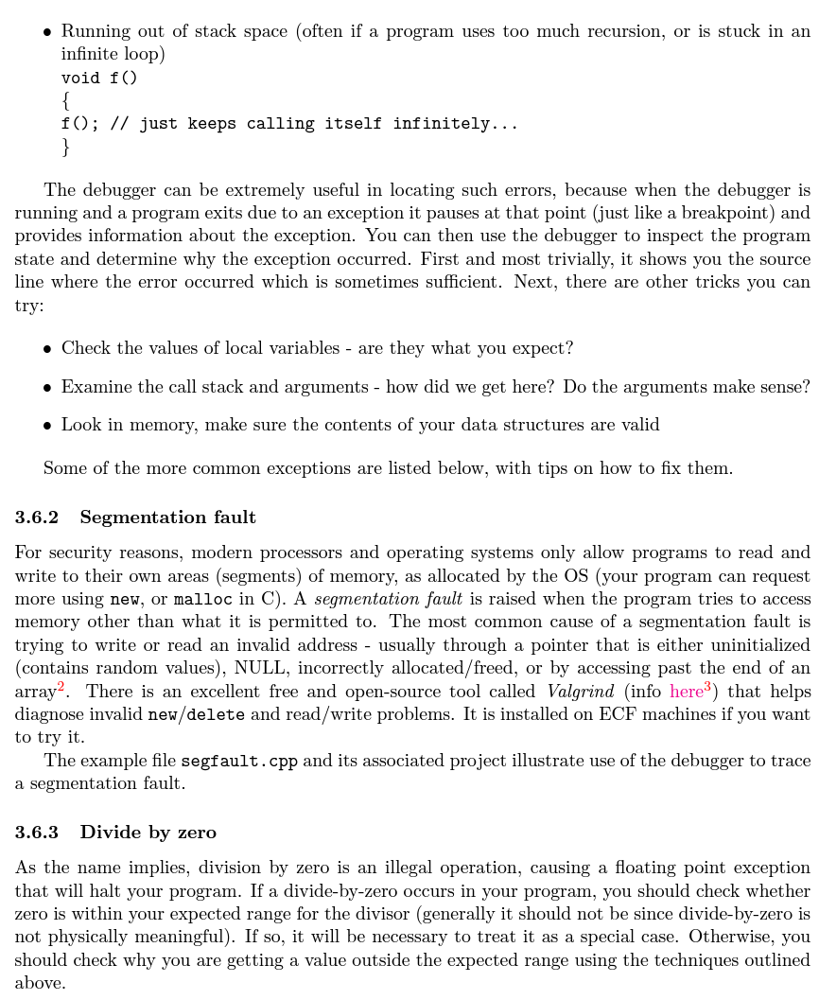 • Running out of stack space (often if a program uses too much recursion, or is stuck in an
infinite loop)
void f()
{
f(); // just keeps calling itself infinitely...
}
The debugger can be extremely useful in locating such errors, because when the debugger is
running and a program exits due to an exception it pauses at that point (just like a breakpoint) and
provides information about the exception. You can then use the debugger to inspect the program
state and determine why the exception occurred. First and most trivially, it shows you the source
line where the error occurred which is sometimes sufficient. Next, there are other tricks you can
try:
• Check the values of local variables - are they what you expect?
• Examine the call stack and arguments - how did we get here? Do the arguments make sense?
• Look in memory, make sure the contents of your data structures are valid
Some of the more common exceptions are listed below, with tips on how to fix them.
3.6.2 Segmentation fault
For security reasons, modern processors and operating systems only allow programs to read and
write to their own areas (segments) of memory, as allocated by the OS (your program can request
more using new, or malloc in C). A segmentation fault is raised when the program tries to access
memory other than what it is permitted to. The most common cause of a segmentation fault is
trying to write or read an invalid address - usually through a pointer that is either uninitialized
(contains random values), NULL, incorrectly allocated/freed, or by accessing past the end of an
array2. There is an excellent free and open-source tool called Valgrind (info here3) that helps
diagnose invalid new/delete and read/write problems. It is installed on ECF machines if you want
to try it.
The example file segfault.cpp and its associated project illustrate use of the debugger to trace
a segmentation fault.
3.6.3 Divide by zero
As the name implies, division by zero is an illegal operation, causing a floating point exception
that will halt your program. If a divide-by-zero occurs in your program, you should check whether
zero is within your expected range for the divisor (generally it should not be since divide-by-zero is
not physically meaningful). If so, it will be necessary to treat it as a special case. Otherwise, you
should check why you are getting a value outside the expected range using the techniques outlined
above.